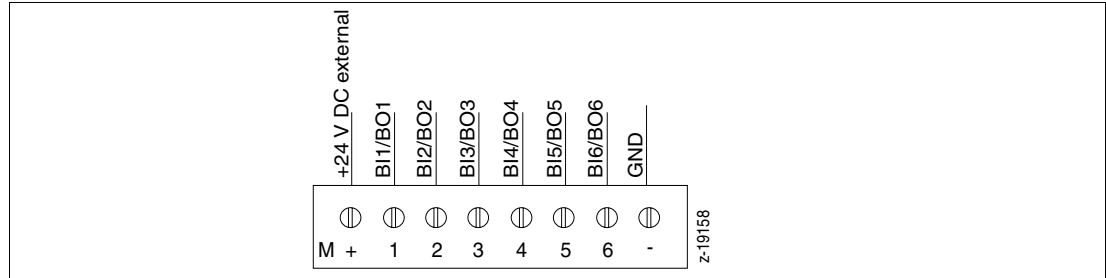 +24 V DC external
BI1/BO1
BI2/BO2
BI3/BO3
BI4/BO4
BI5/BO5
BI6/BO6
GND
M + 1 2 3 4 5 6 -
z-19158